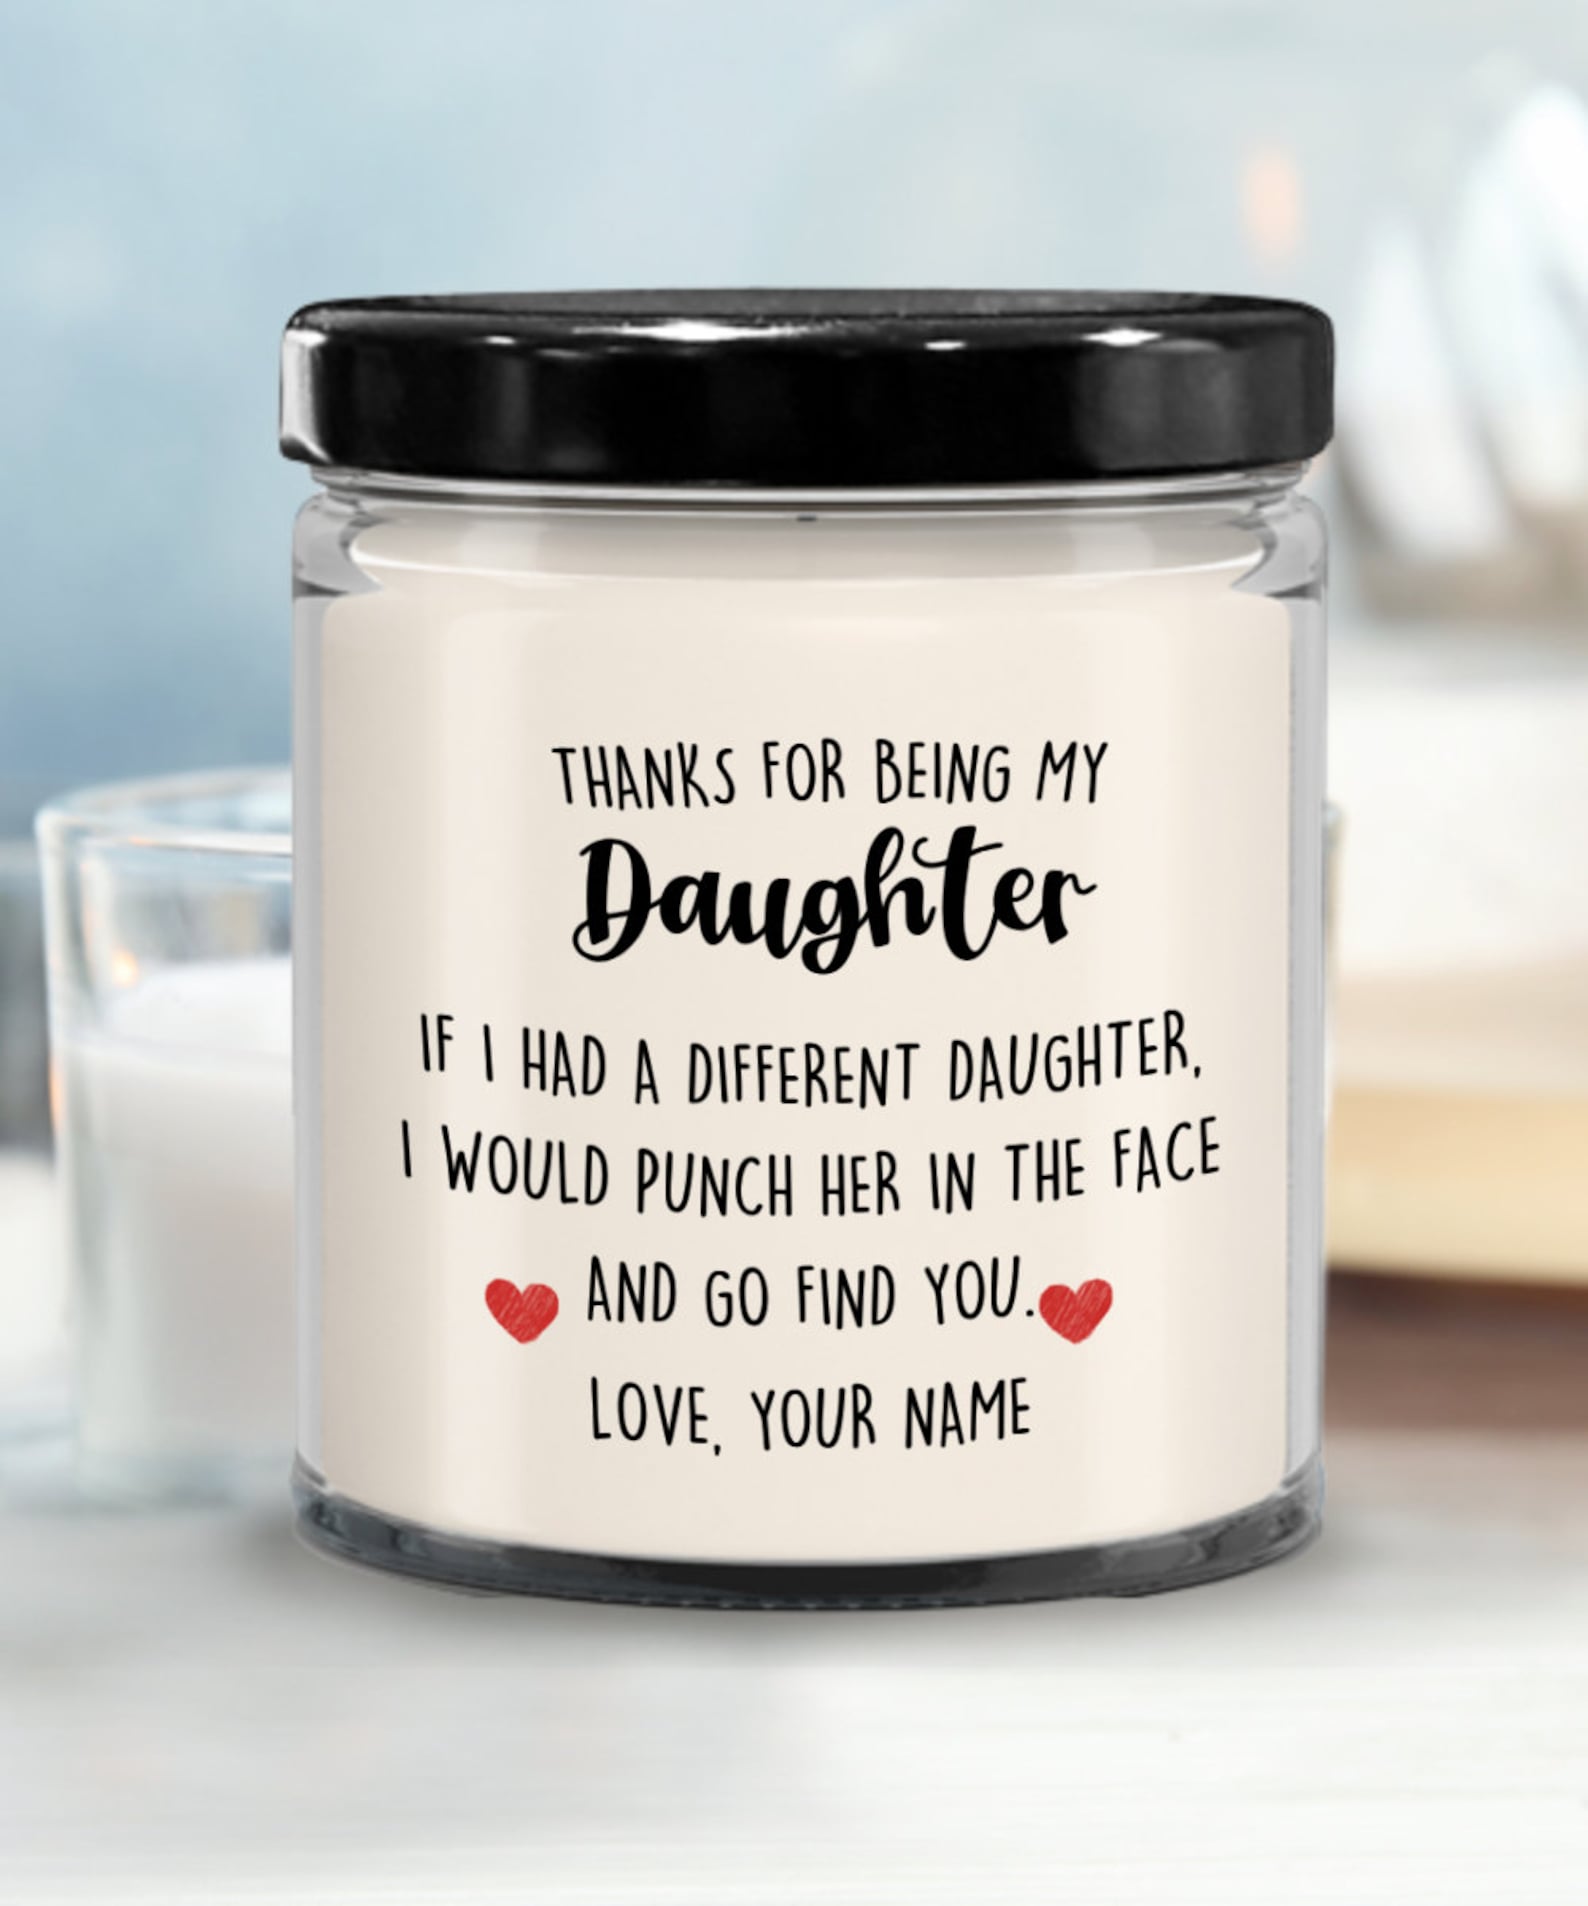 THANKS FOR BEING MY
Daughter
IF I HAD A DIFFERENT DAUGHTER,
I WOULD PUNCH HER IN THE FACE
AND GO FIND YOU.
LOVE, YOUR NAME